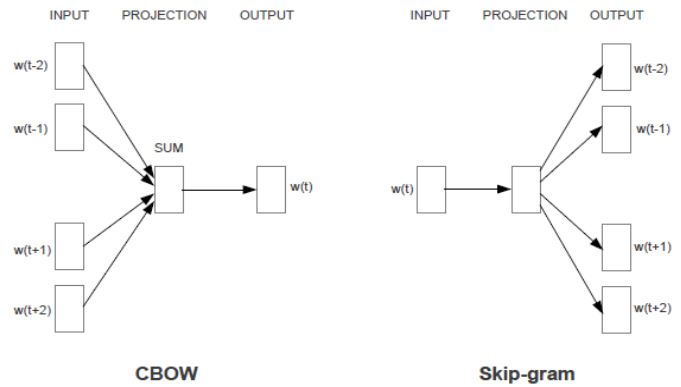 INPUT PROJECTION OUTPUT
w(t-2)
w(t-1)
SUM
w(t)
w(t+1)
w(t+2)
CBOW
INPUT PROJECTION OUTPUT
w(t-2)
w(t-1)
w(t)
w(t+1)
w(t+2)
Skip-gram